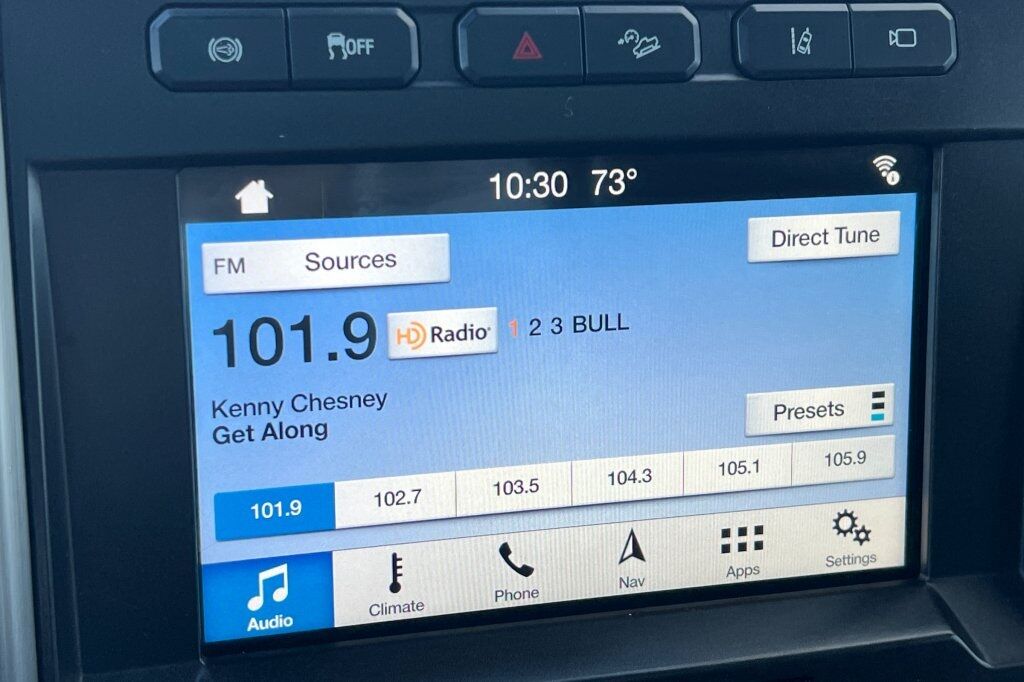 OFF
10:30 73°
FM Sources
Direct Tune
101.9 HD Radio 1 2 3 BULL
Kenny Chesney
Get Along
Presets
101.9 102.7 103.5 104.3 105.1 105.9
Audio Climate Phone Nav Apps Settings